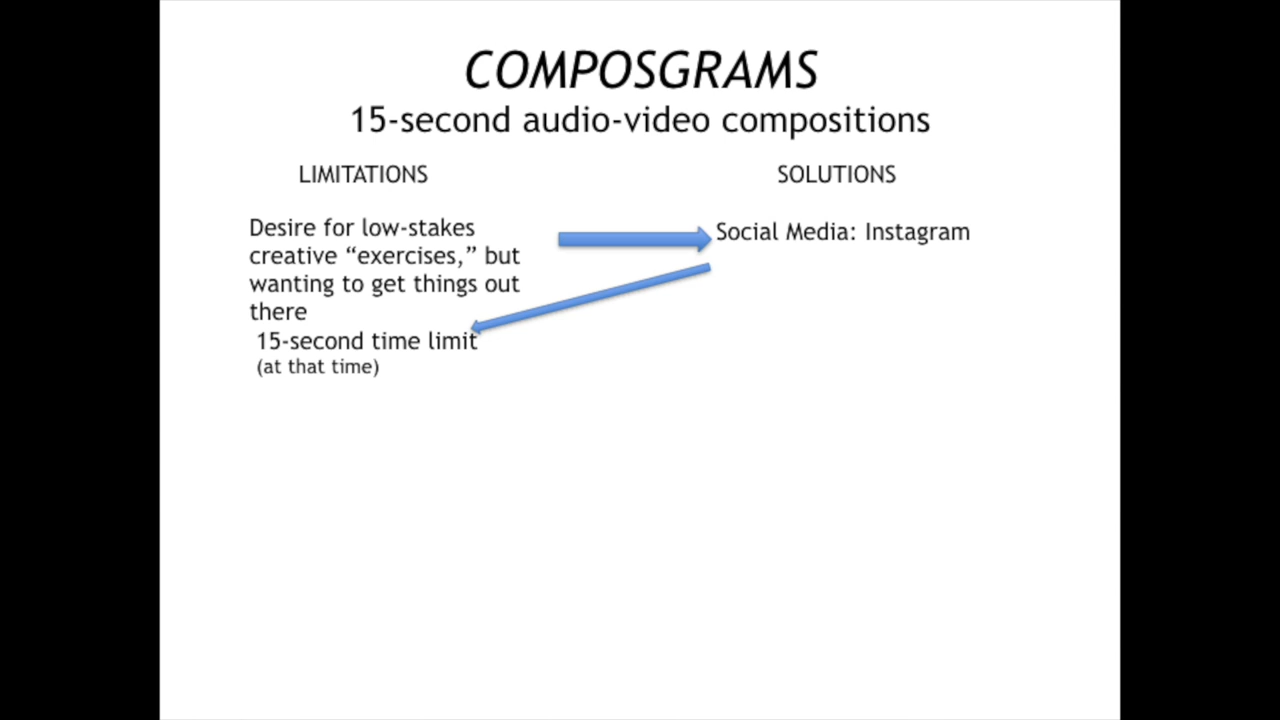 COMPOSGRAMS
15-second audio-video compositions
LIMITATIONS
SOLUTIONS
Desire for low-stakes
creative “exercises,” but
wanting to get things out
there
Social Media: Instagram
15-second time limit
(at that time)